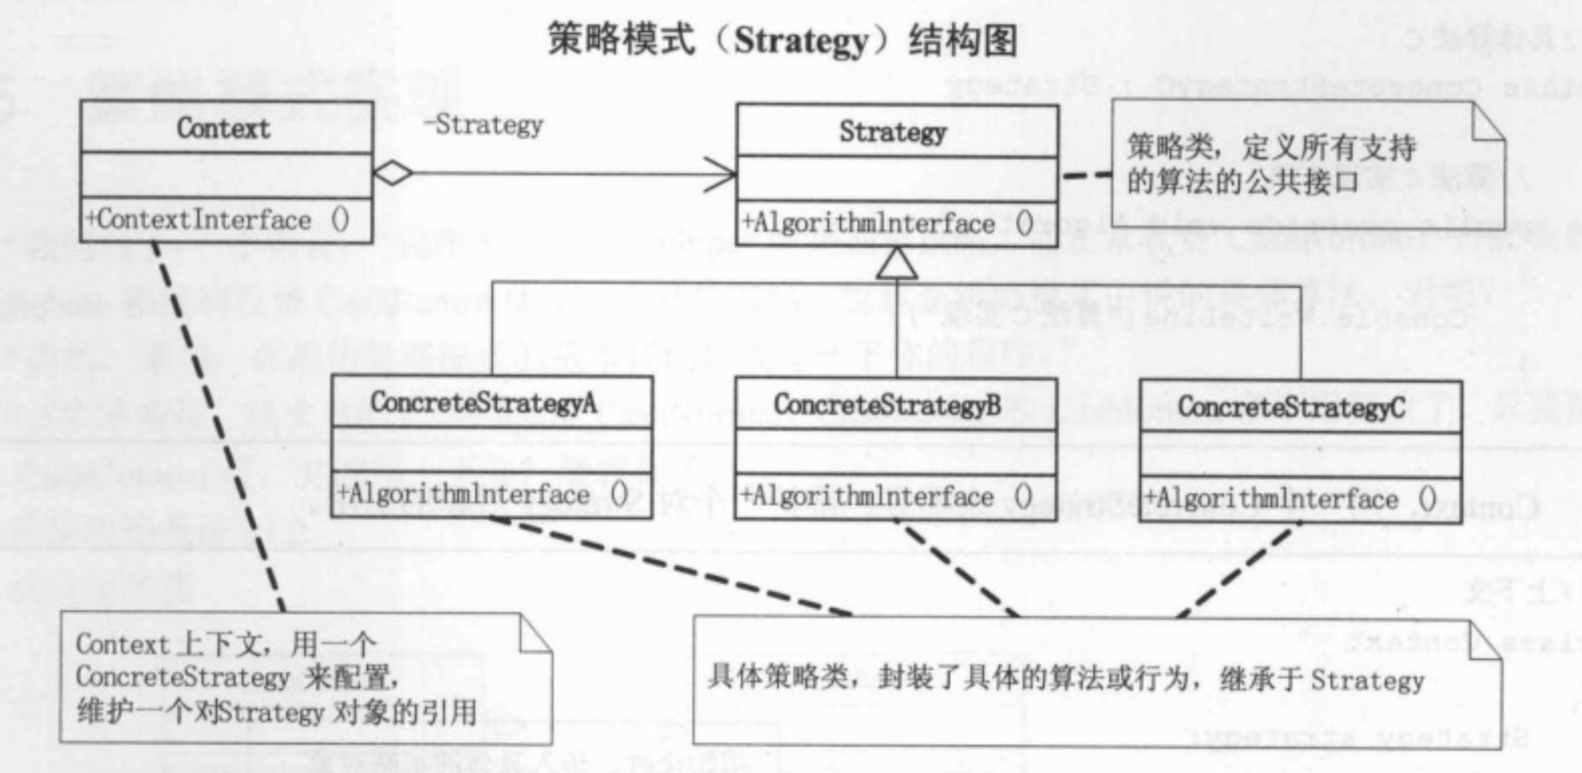 策略模式（Strategy）结构图
Context
-Strategy
Strategy
策略类，定义所有支持
的算法的公共接口
+ContextInterface ()
+AlgorithmInterface ()
ConcreteStrategyA
ConcreteStrategyB
ConcreteStrategyC
+AlgorithmInterface ()
+AlgorithmInterface ()
+AlgorithmInterface ()
Context 上下文，用一个
ConcreteStrategy 来配置，
维护一个对Strategy 对象的引用
具体策略类，封装了具体的算法或行为，继承于 Strategy